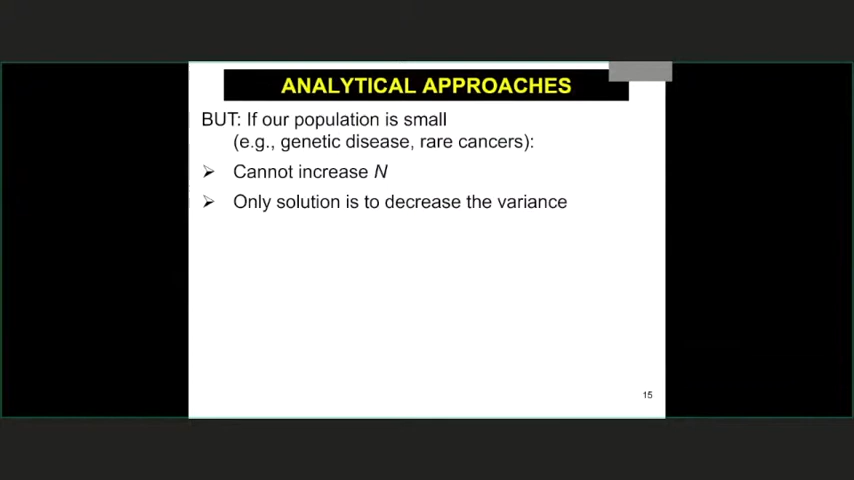 ANALYTICAL APPROACHES
BUT: If our population is small
(e.g., genetic disease, rare cancers):
➢ Cannot increase N
➢ Only solution is to decrease the variance
15